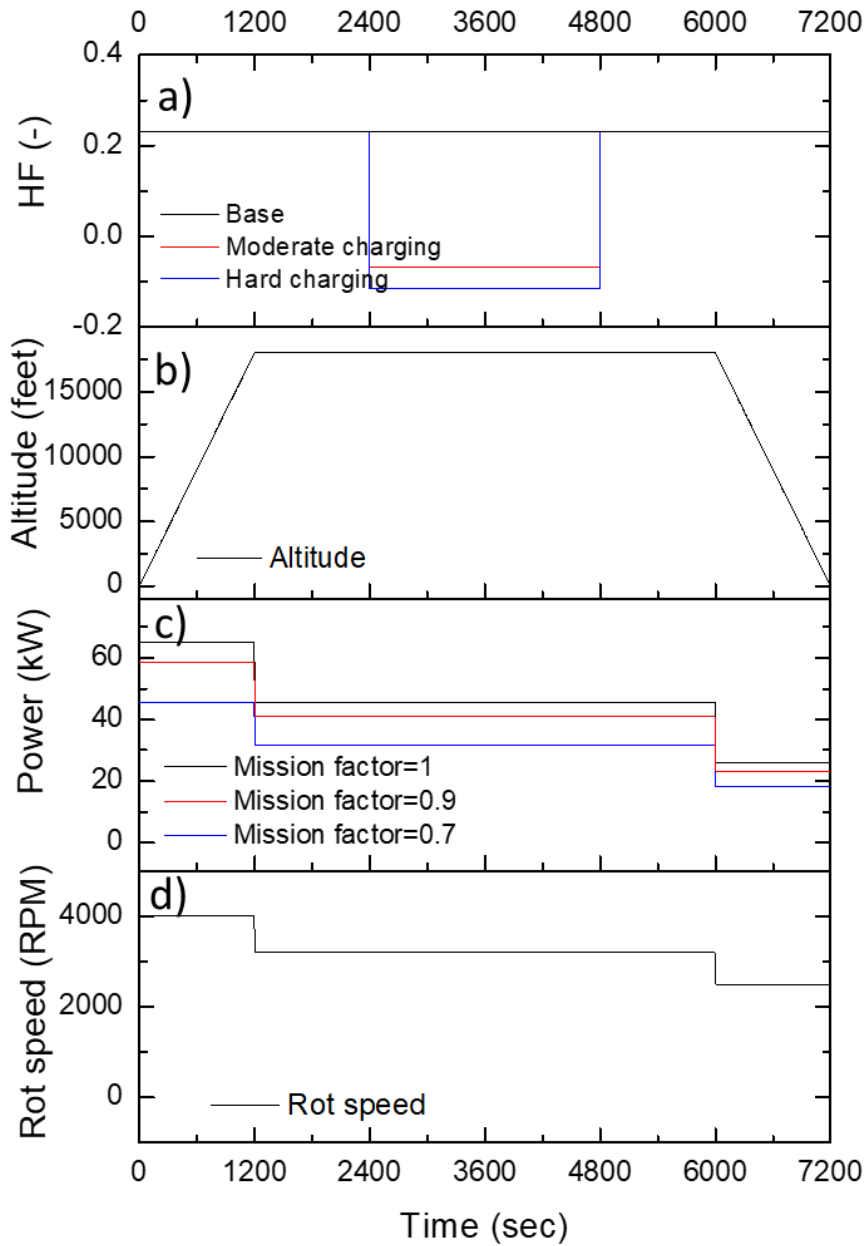 0 1200 2400 3600 4800 6000 7200
0.4
a)
0.2
HF (-)
Base
0.0
Moderate charging
Hard charging
-0.2
b)
15000
Altitude (feet)
10000
5000
Altitude
0
c)
60
Power (kW)
40
Mission factor=1
20
Mission factor=0.9
0
Mission factor=0.7
d)
4000
Rot speed (RPM)
2000
0
Rot speed
0 1200 2400 3600 4800 6000 7200
Time (sec)